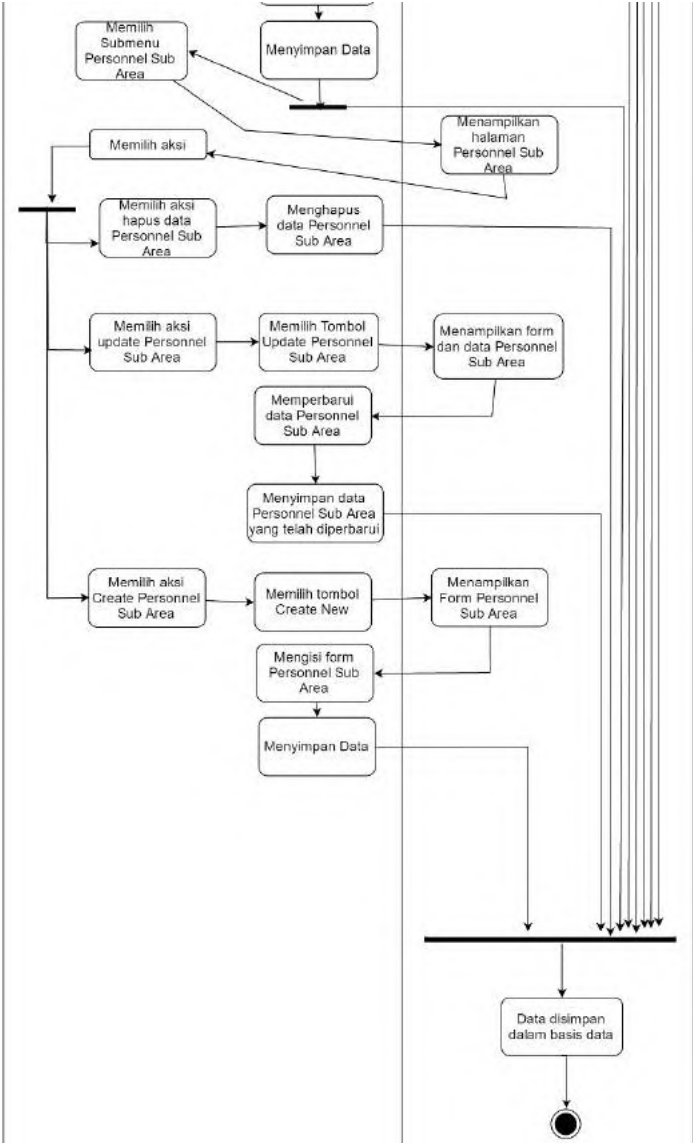 Memilih
Submenu
Personnel Sub
Area
Menyimpan Data
Menampilkan
halaman
Personnel Sub
Area
Memilih aksi
Memilih aksi
hapus data
Personnel Sub
Area
Menghapus
data Personnel
Sub Area
Memilih aksi
update Personnel
Sub Area
Memilih Tombol
Update Personnel
Sub Area
Menampilkan form
dan data Personnel
Sub Area
Memperbarui
data Personnel
Sub Area
Menyimpan data
Personnel Sub Area
yang telah diperbarui
Memilih aksi
Create Personnel
Sub Area
Memilih tombol
Create New
Menampilkan
Form Personnel
Sub Area
Mengisi form
Personnel Sub
Area
Menyimpan Data
Data disimpan
dalam basis data